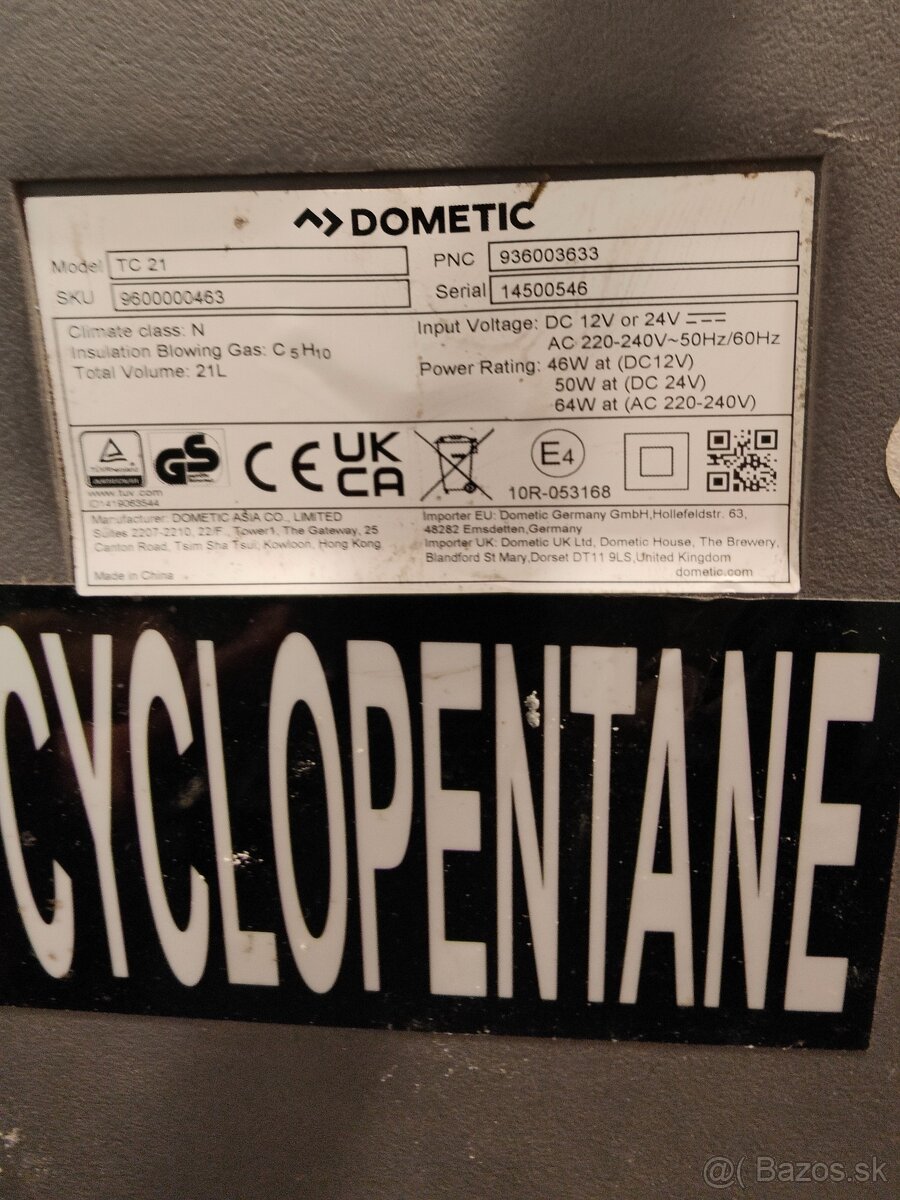 DOMETIC
Model TC 21
PNC 936003633
SKU 9600000463
Serial 14500546
Climate class: N
Insulation Blowing Gas: C5H10
Total Volume: 21L
Input Voltage: DC 12V or 24V
AC 220-240V~50Hz/60Hz
Power Rating: 46W at (DC12V)
50W at (DC 24V)
64W at (AC 220-240V)
TÜVRheinland
GS
CE
UK
CA
E4
10R-053168
www.tuv.com
ID1419063544
Manufacturer: DOMETIC ASIA CO., LIMITED
Suites 2207-2210, 22/F., Tower1, The Gateway, 25
Canton Road, Tsim Sha Tsui, Kowloon, Hong Kong
Made in China
Importer EU: Dometic Germany GmbH,Hollefeldstr. 63,
48282 Emsdetten,Germany
Importer UK: Dometic UK Ltd, Dometic House, The Brewery,
Blandford St Mary,Dorset DT11 9LS,United Kingdom
dometic.com
CYCLOPENTANE
@( Bazos.sk